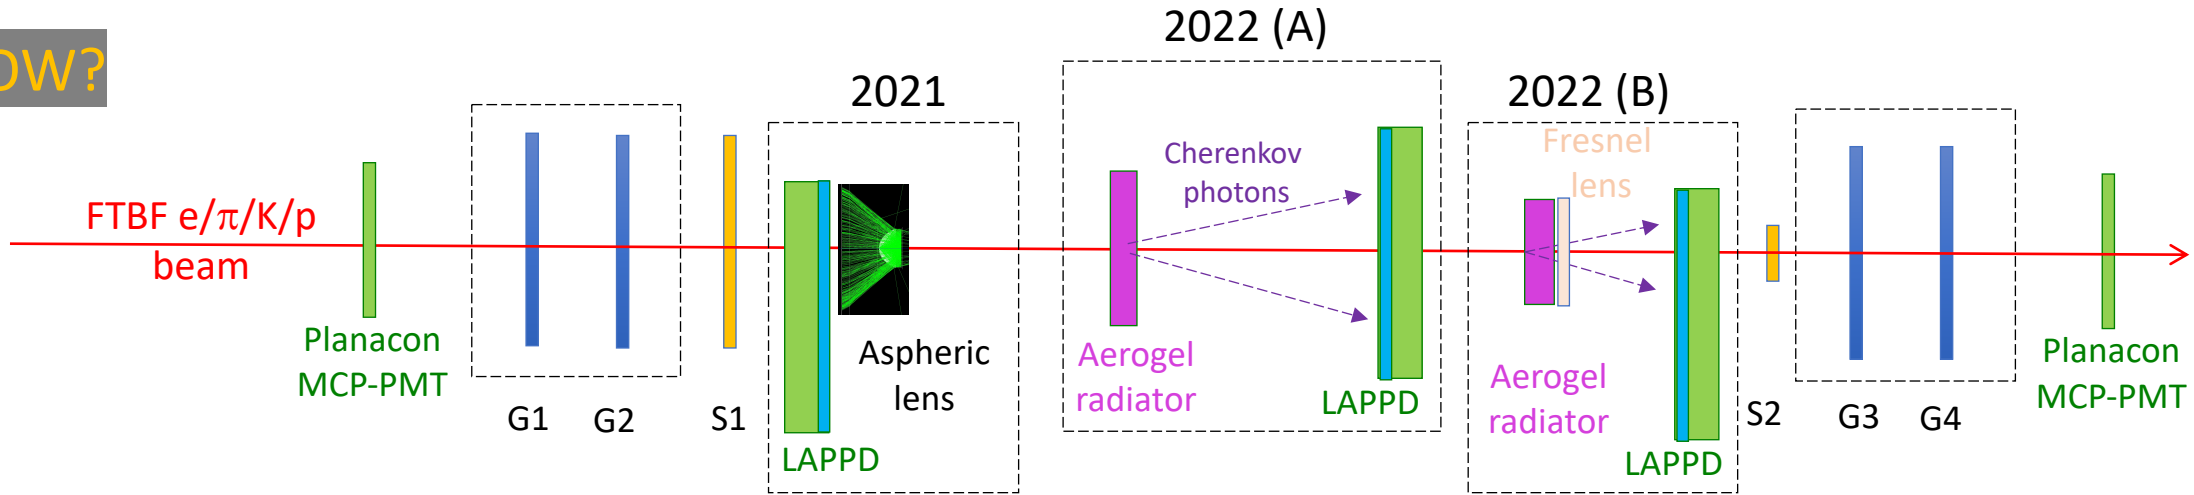 OW?
2022 (A)
2021
2022 (B)
FTBF e/π/K/p
beam
Planacon
MCP-PMT
G1
G2
S1
LAPPD
Aspheric
lens
Cherenkov
photons
Aerogel
radiator
LAPPD
Fresnel
lens
Aerogel
radiator
LAPPD
S2
G3
G4
Planacon
MCP-PMT